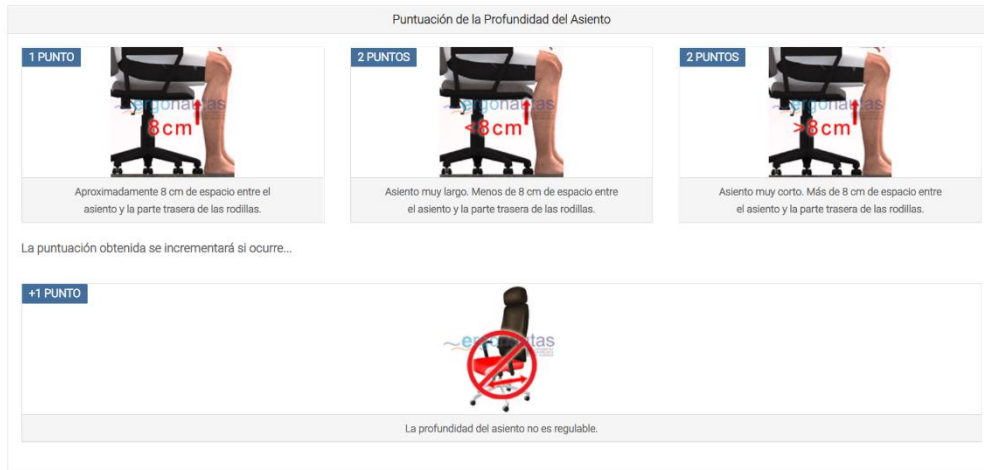 Puntuación de la Profundidad del Asiento
1 PUNTO
ergonautas
8cm
Aproximadamente 8 cm de espacio entre el
asiento y la parte trasera de las rodillas.
2 PUNTOS
ergonautas
<8cm
Asiento muy largo. Menos de 8 cm de espacio entre
el asiento y la parte trasera de las rodillas.
2 PUNTOS
ergonautas
>8cm
Asiento muy corto. Más de 8 cm de espacio entre
el asiento y la parte trasera de las rodillas.
La puntuación obtenida se incrementará si ocurre...
+1 PUNTO
ergonautas
La profundidad del asiento no es regulable.